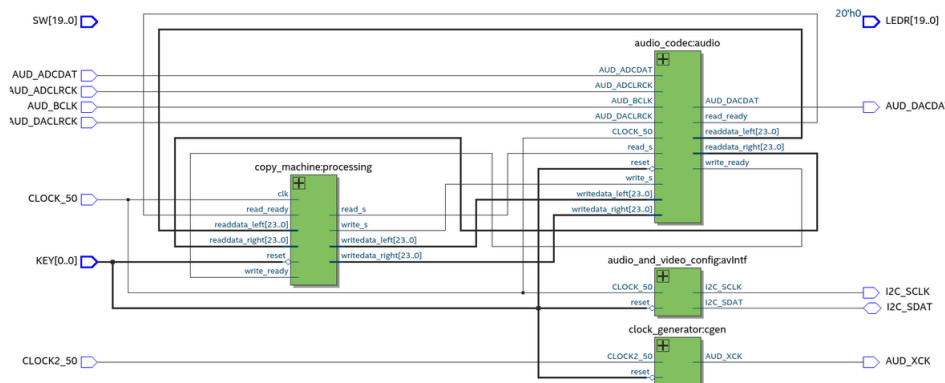 SW[19..0]
20'h0
LEDR[19..0]
audio_codec:audio
AUD_ADCDAT
AUD_ADCDAT
AUD_ADCLRCK
AUD_ADCLRCK
AUD_BCLK
AUD_BCLK
AUD_DACDAT
AUD_DACDA
AUD_DACLRCK
AUD_DACLRCK
read_ready
CLOCK_50
readdata_left[23..0]
read_s
readdata_right[23..0]
reset
write_ready
write_s
writedata_left[23..0]
writedata_right[23..0]
copy_machine:processing
CLOCK_50
clk
read_ready
read_s
readdata_left[23..0]
write_s
readdata_right[23..0]
writedata_left[23..0]
KEY[0..0]
reset
writedata_right[23..0]
write_ready
audio_and_video_config:avIntf
CLOCK_50
I2C_SCLK
I2C_SCLK
reset
I2C_SDAT
I2C_SDAT
clock_generator:cgen
CLOCK2_50
CLOCK2_50
AUD_XCK
AUD_XCK
reset